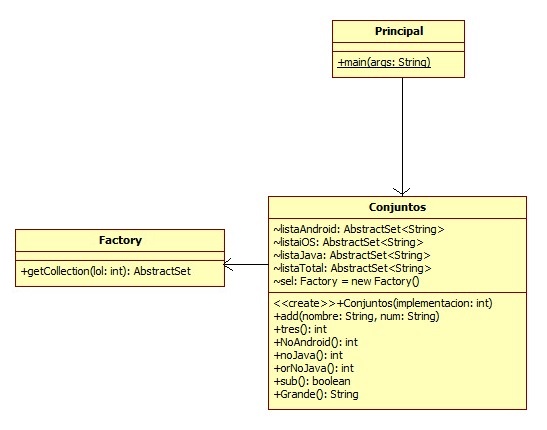 Principal
+main(args: String)
Conjuntos
~listaAndroid: AbstractSet<String>
~listaiOS: AbstractSet<String>
~listaJava: AbstractSet<String>
~listaTotal: AbstractSet<String>
~sel: Factory = new Factory()
<<create>>+Conjuntos(implementacion: int)
+add(nombre: String, num: String)
+tres(): int
+NoAndroid(): int
+noJava(): int
+orNoJava(): int
+sub(): boolean
+Grande(): String
Factory
+getCollection(lol: int): AbstractSet